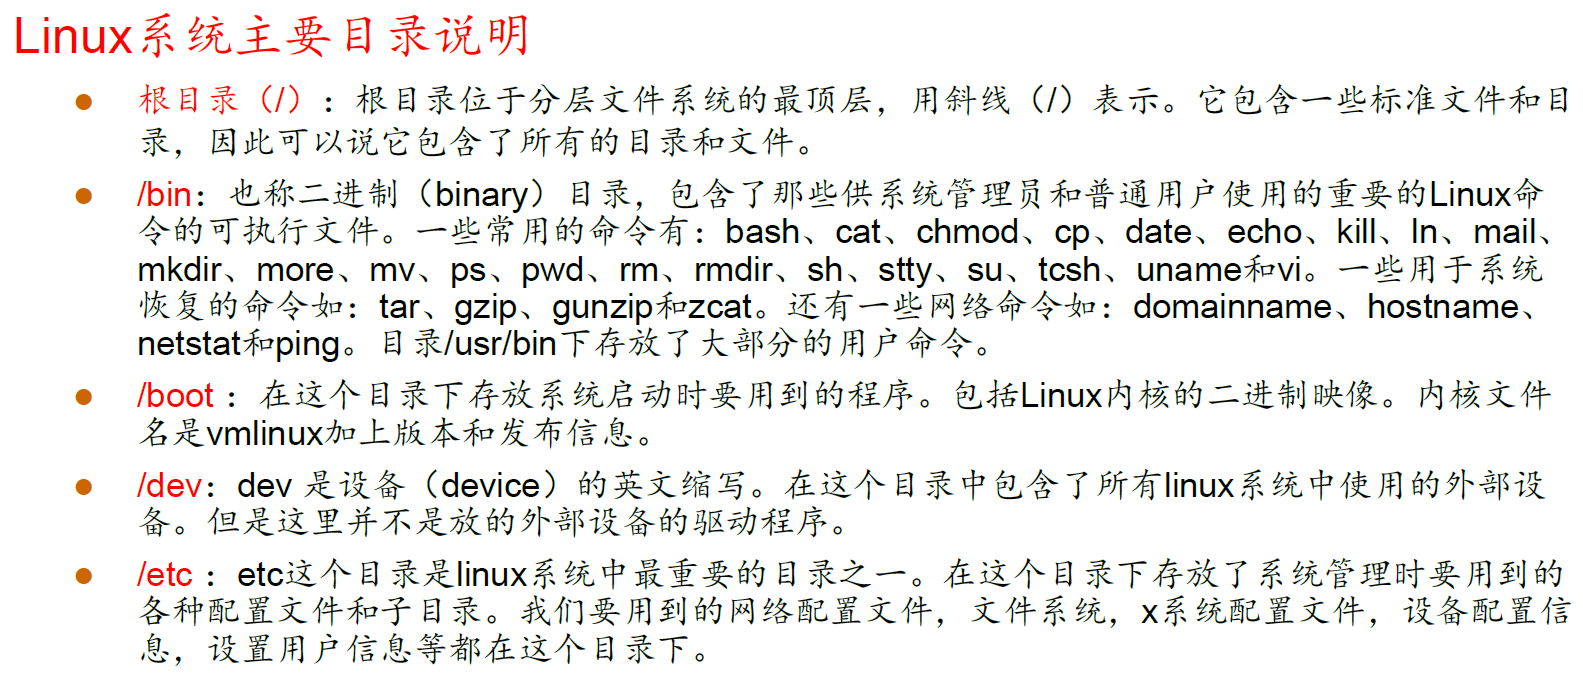 Linux系统主要目录说明
根目录（/）：根目录位于分层文件系统的最顶层，用斜线（/）表示。它包含一些标准文件和目
录，因此可以说它包含了所有的目录和文件。
/bin：也称二进制（binary）目录，包含了那些供系统管理员和普通用户使用的重要的Linux命
令的可执行文件。一些常用的命令有：bash、cat、chmod、cp、date、echo、kill、ln、mail、
mkdir、more、mv、ps、pwd、rm、rmdir、sh、stty、su、tcsh、uname和vi。一些用于系统
恢复的命令如：tar、gzip、gunzip和zcat。还有一些网络命令如：domainname、hostname、
netstat和ping。目录/usr/bin下存放了大部分的用户命令。
/boot ：在这个目录下存放系统启动时要用到的程序。包括Linux内核的二进制映像。内核文件
名是vmlinux加上版本和发布信息。
/dev：dev 是设备（device）的英文缩写。在这个目录中包含了所有linux系统中使用的外部设
备。但是这里并不是放的外部设备的驱动程序。
/etc ：etc这个目录是linux系统中最重要的目录之一。在这个目录下存放了系统管理时要用到的
各种配置文件和子目录。我们要用到的网络配置文件，文件系统，x系统配置文件，设备配置信
息，设置用户信息等都在这个目录下。